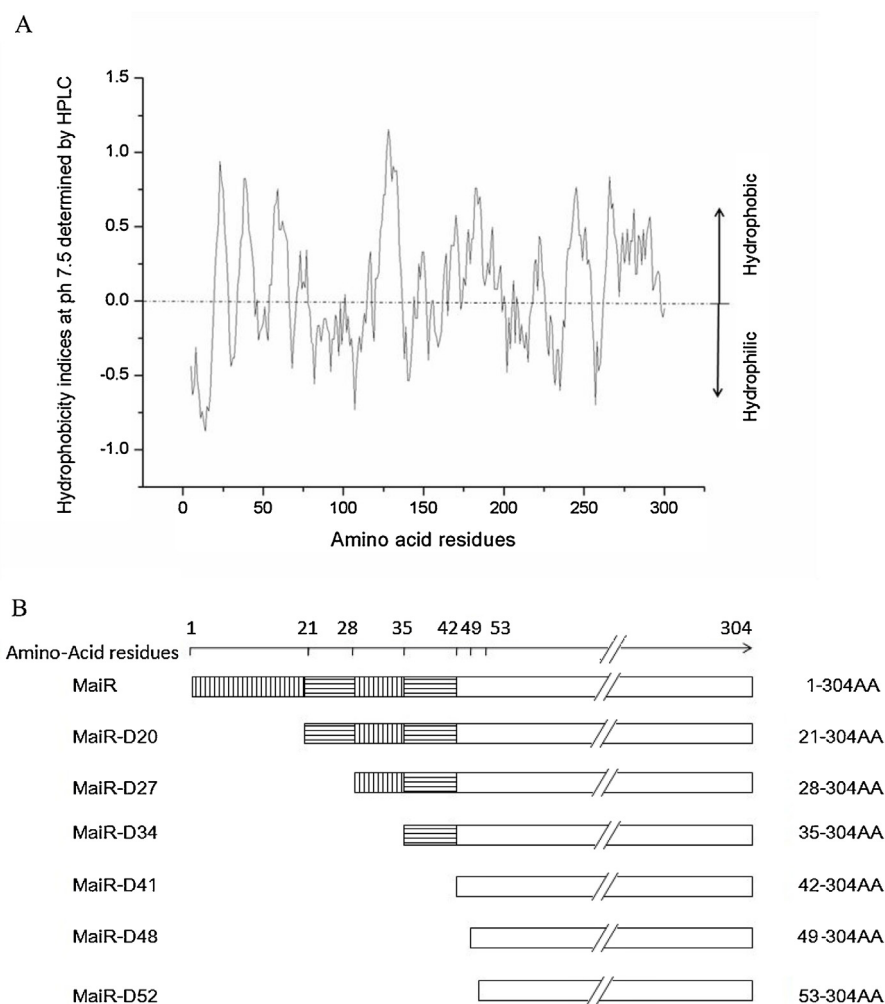 A
Hydrophobicity indices at ph 7.5 determined by HPLC
1.5
1.0
0.5
0.0
-0.5
-1.0
0 50 100 150 200 250 300
Amino acid residues
Hydrophobic
Hydrophilic
B
1 21 28 35 42 49 53 304
Amino-Acid residues
MaiR 1-304AA
MaiR-D20 21-304AA
MaiR-D27 28-304AA
MaiR-D34 35-304AA
MaiR-D41 42-304AA
MaiR-D48 49-304AA
MaiR-D52 53-304AA